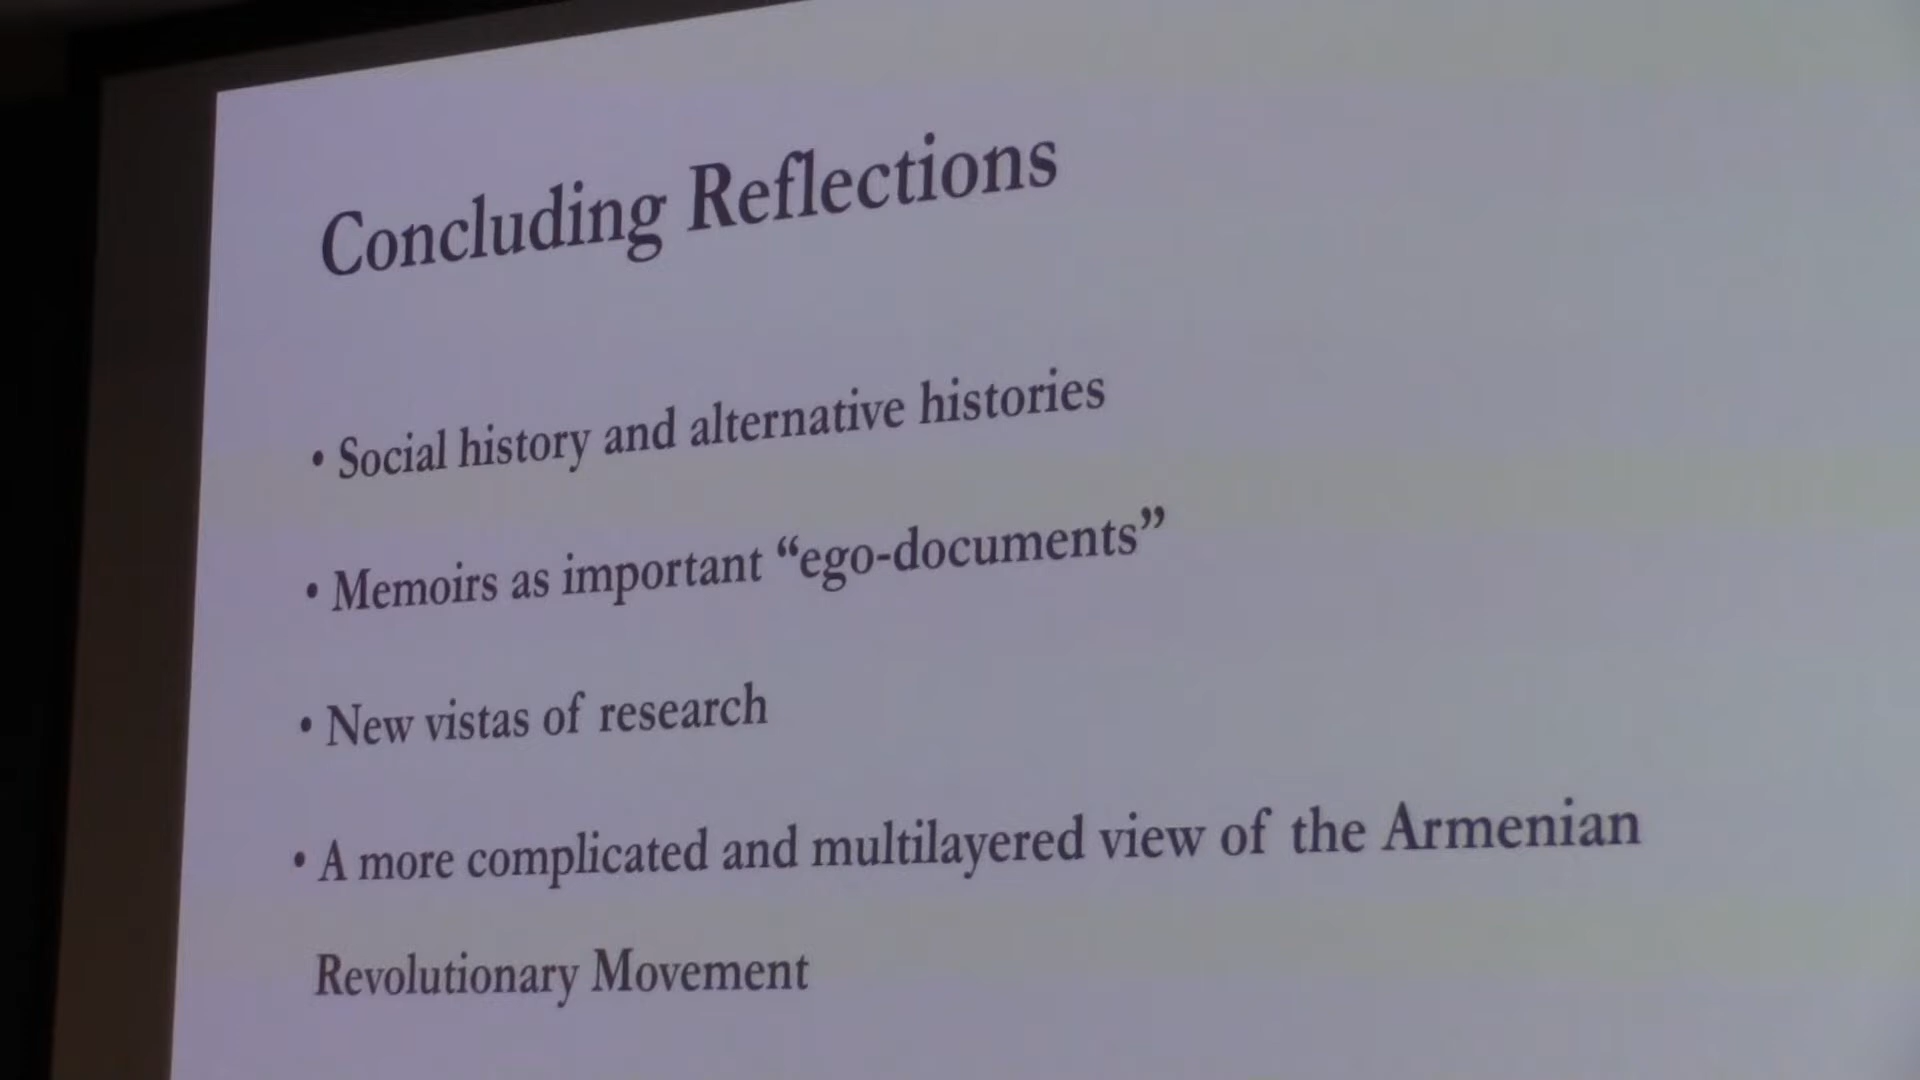 Concluding Reflections
• Social history and alternative histories
• Memoirs as important “ego-documents”
• New vistas of research
• A more complicated and multilayered view of the Armenian
Revolutionary Movement